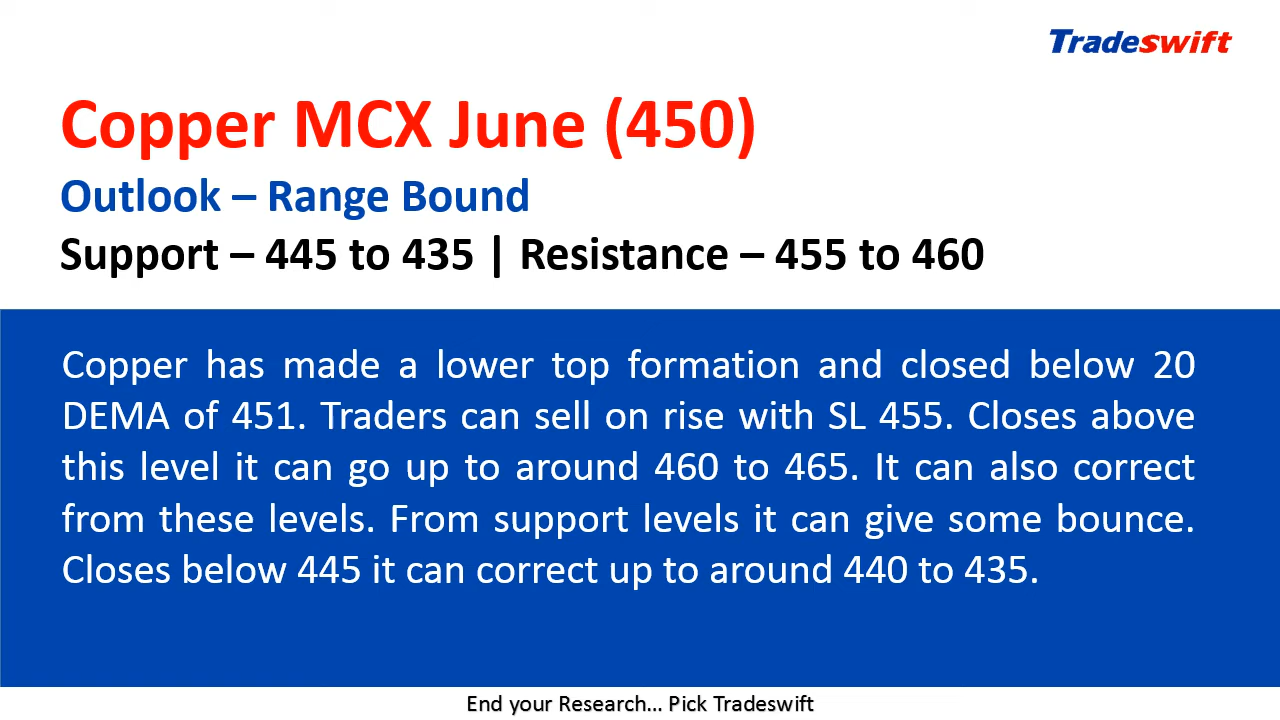 Tradeswift
Copper MCX June (450)
Outlook – Range Bound
Support – 445 to 435 | Resistance – 455 to 460
Copper has made a lower top formation and closed below 20
DEMA of 451. Traders can sell on rise with SL 455. Closes above
this level it can go up to around 460 to 465. It can also correct
from these levels. From support levels it can give some bounce.
Closes below 445 it can correct up to around 440 to 435.
End your Research... Pick Tradeswift